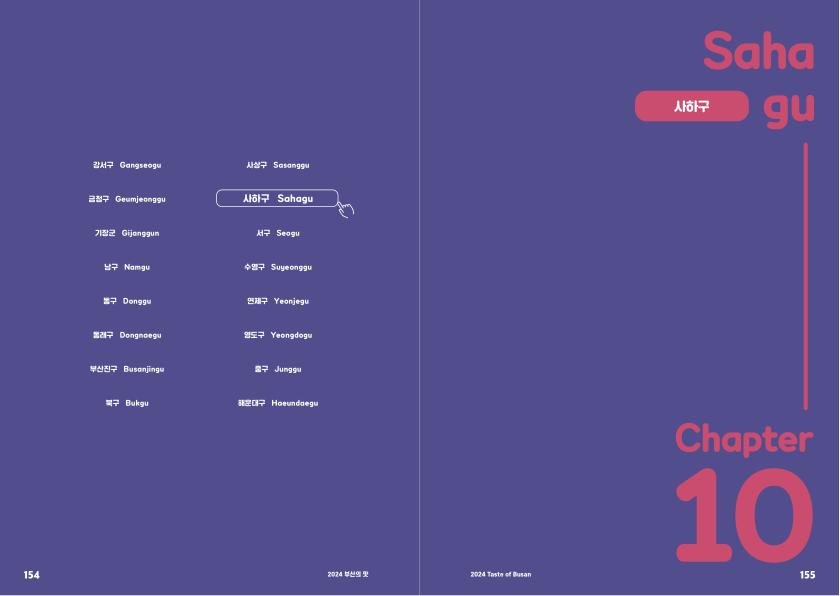 강서구 Gangseogu
금정구 Geumjeonggu
기장군 Gijanggun
남구 Namgu
동구 Donggu
동래구 Dongnaegu
부산진구 Busanjingu
북구 Bukgu
사상구 Sasanggu
사하구 Sahagu
서구 Seogu
수영구 Suyeonggu
연제구 Yeonjegu
영도구 Yeongdogu
중구 Junggu
해운대구 Haeundaegu
154
2024 부산의 맛
Saha
사하구 gu
Chapter
10
2024 Taste of Busan
155